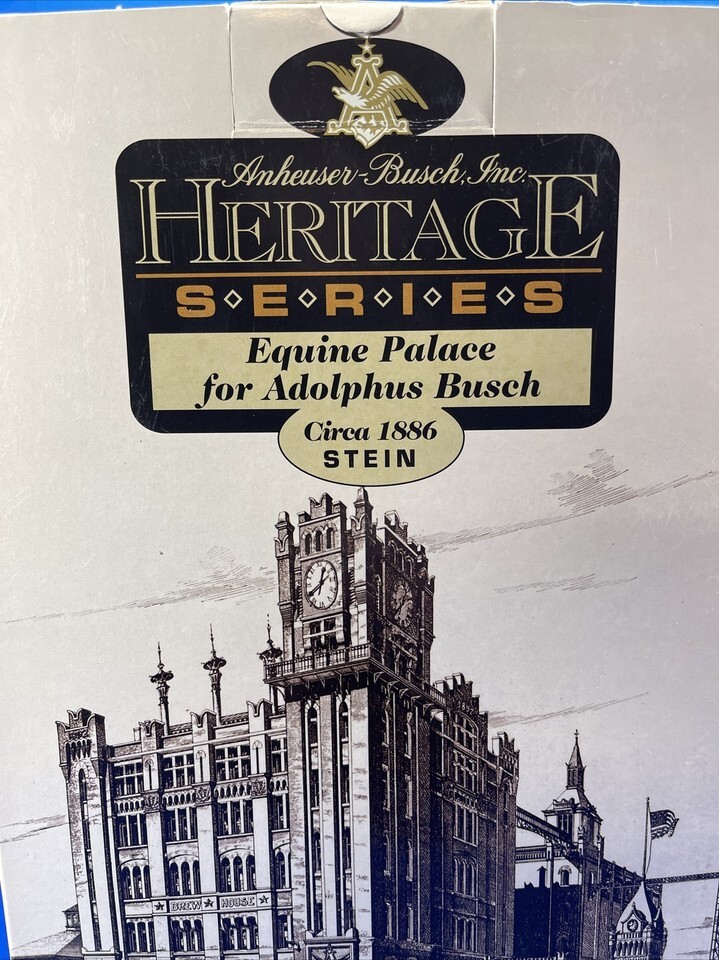 Anheuser-Busch, Inc.
HERITAGE
S◇E◇R◇I◇E◇S
Equine Palace
for Adolphus Busch
Circa 1886
STEIN
★ BREW ★ HOUSE ★